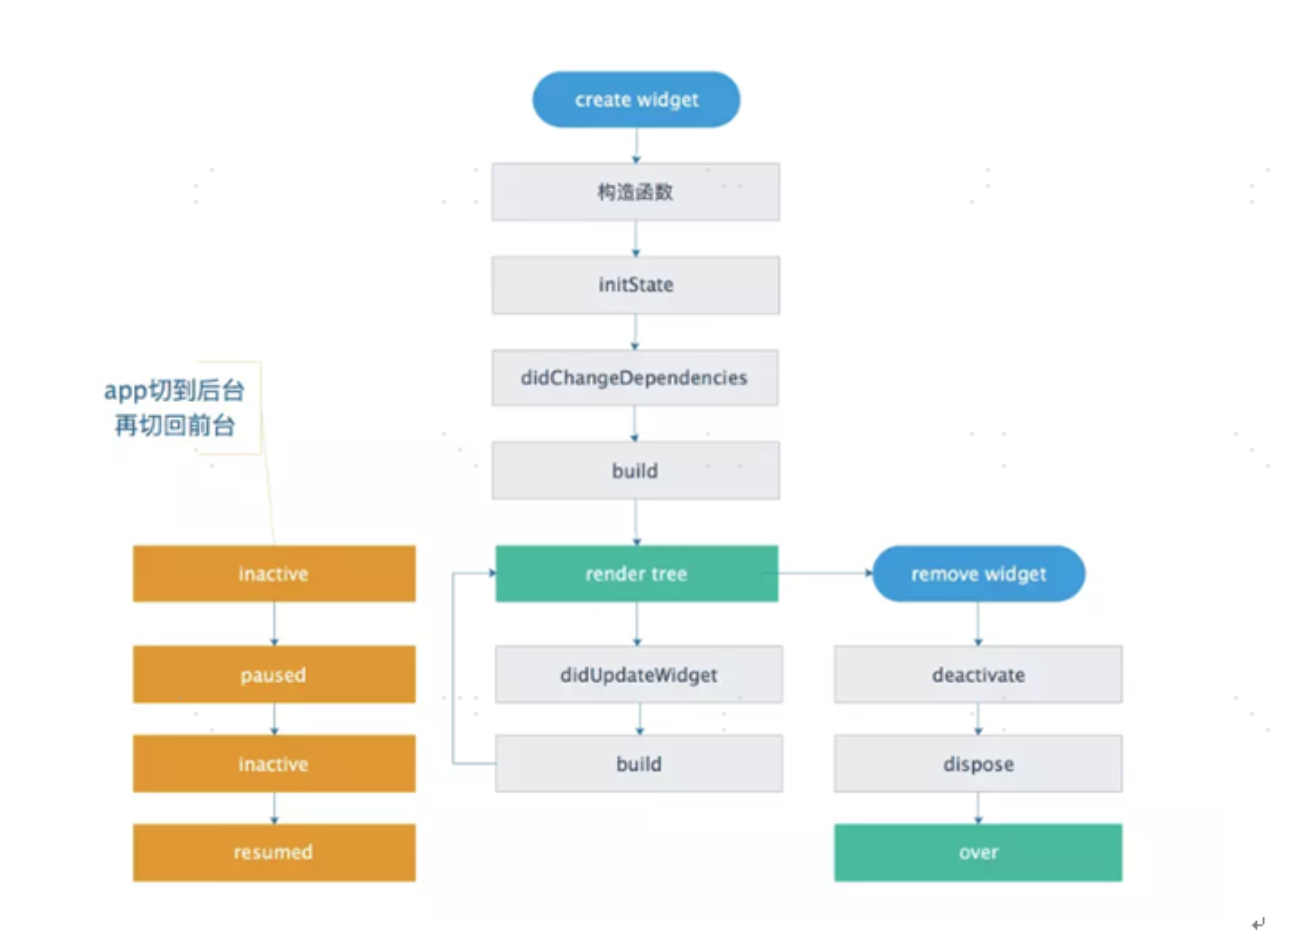 create widget
构造函数
initState
didChangeDependencies
build
app切到后台
再切回前台
inactive
paused
inactive
resumed
render tree
didUpdateWidget
build
remove widget
deactivate
dispose
over